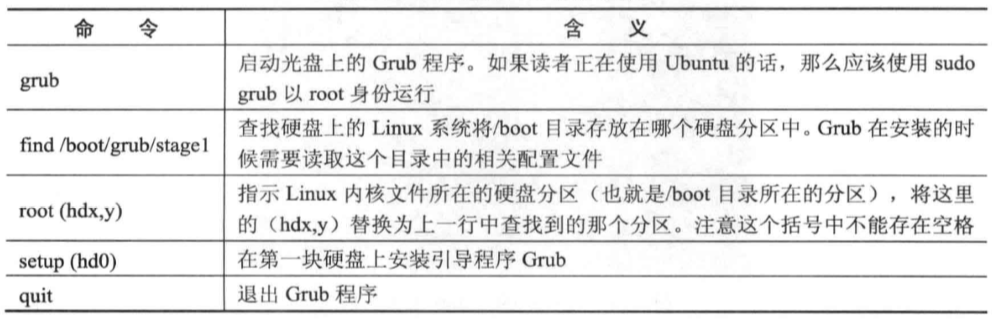 命 令 含 义
grub 启动光盘上的 Grub 程序。如果读者正在使用 Ubuntu 的话，那么应该使用 sudo
grub 以 root 身份运行
find /boot/grub/stage1 查找硬盘上的 Linux 系统将/boot 目录存放在哪个硬盘分区中。Grub 在安装的时
候需要读取这个目录中的相关配置文件
root (hdx,y) 指示 Linux 内核文件所在的硬盘分区（也就是/boot 目录所在的分区），将这里
的（hdx,y）替换为上一行中查找到的那个分区。注意这个括号中不能存在空格
setup (hd0) 在第一块硬盘上安装引导程序 Grub
quit 退出 Grub 程序